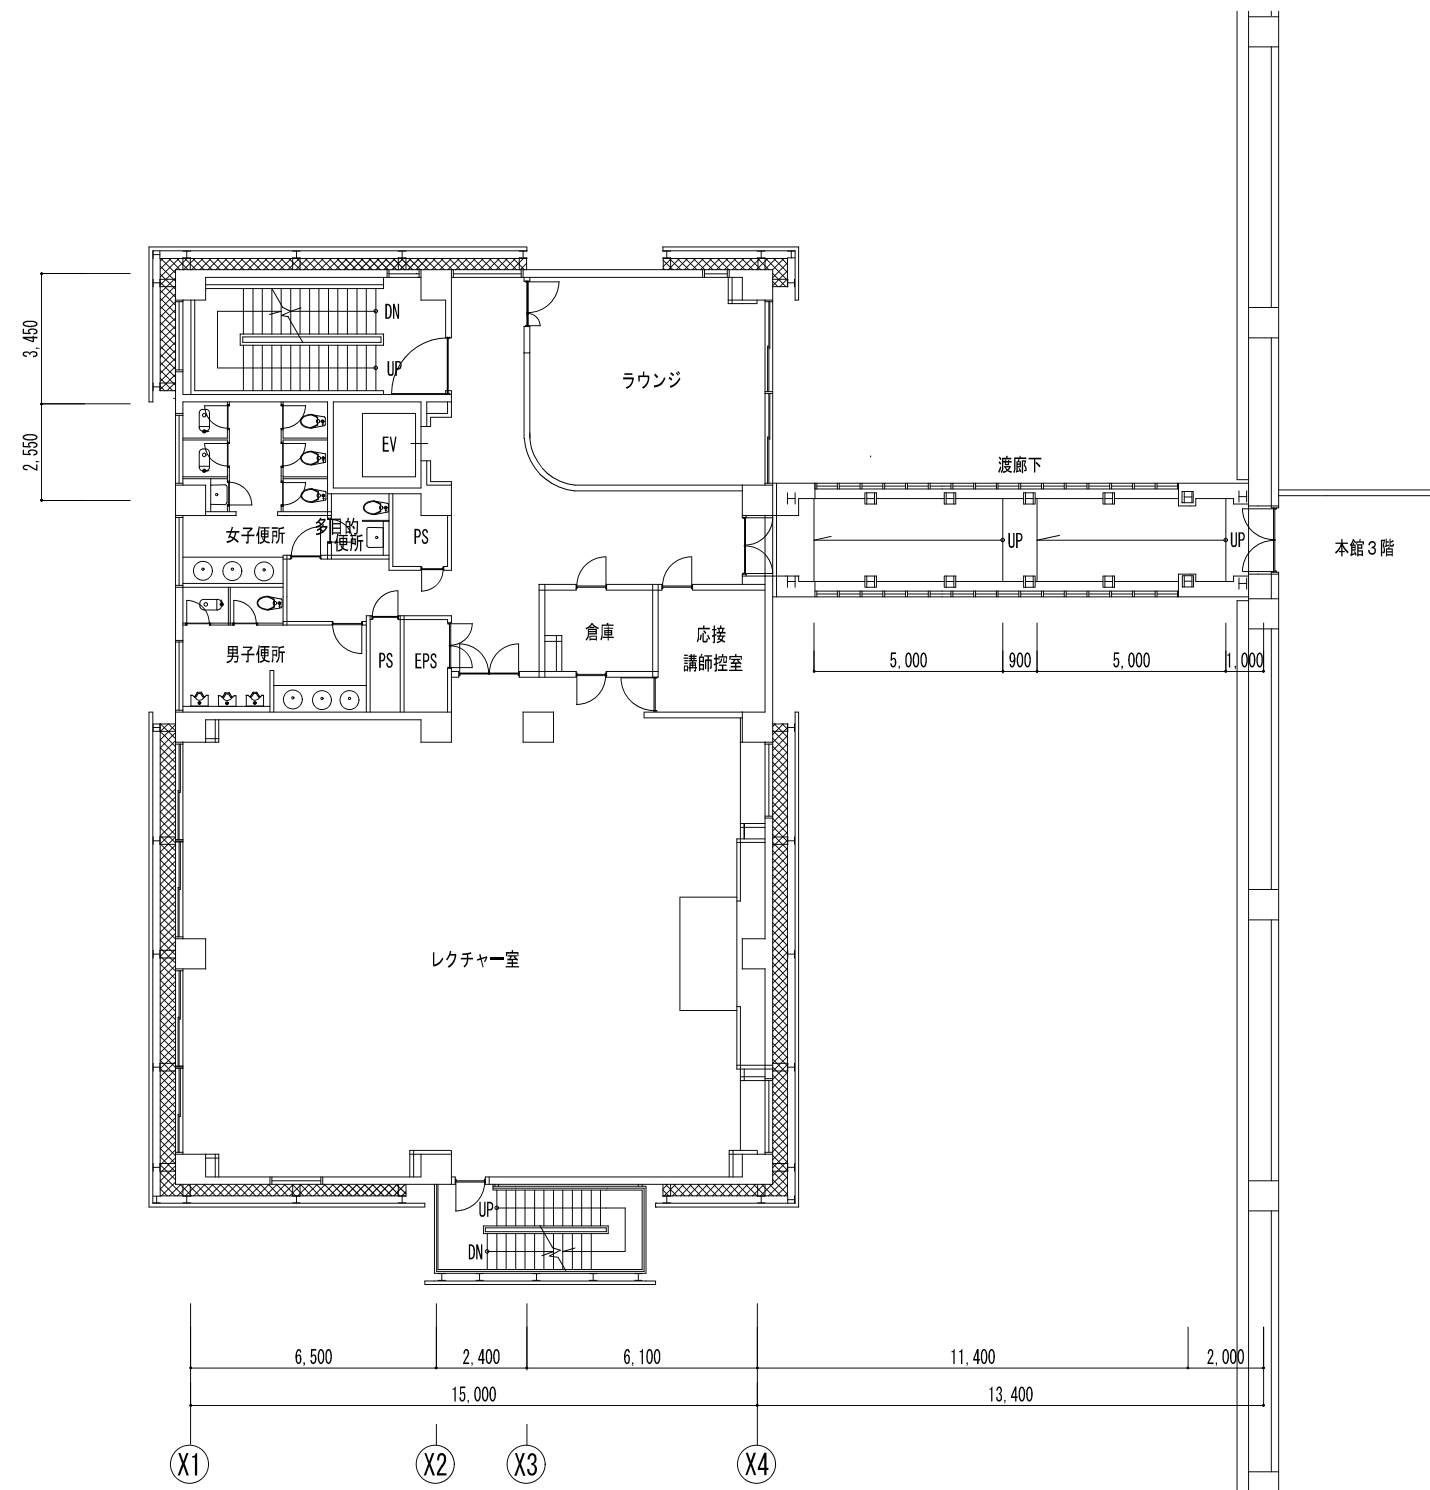 DN
3,450
UP
ラウンジ
2,550
EV
渡廊下
多目的
便所
女子便所
PS
UP
UP
本館３階
倉庫
応接
講師控室
男子便所
PS
EPS
5,000
900
5,000
1,000
レクチャー室
UP
DN
6,500
2,400
6,100
11,400
2,000
15,000
13,400
X1
X2
X3
X4